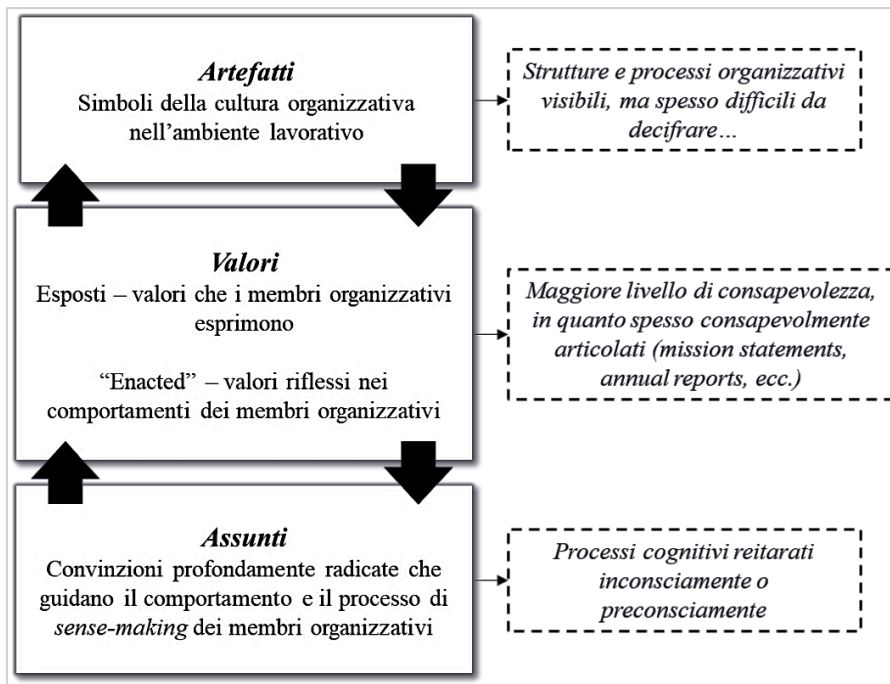 Artefatti
Simboli della cultura organizzativa
nell’ambiente lavorativo
Strutture e processi organizzativi
visibili, ma spesso difficili da
decifrare…
Valori
Esposti – valori che i membri organizzativi
esprimono
“Enacted” – valori riflessi nei
comportamenti dei membri organizzativi
Maggiore livello di consapevolezza,
in quanto spesso consapevolmente
articolati (mission statements,
annual reports, ecc.)
Assunti
Convinzioni profondamente radicate che
guidano il comportamento e il processo di
sense-making dei membri organizzativi
Processi cognitivi reitarati
inconsciamente o
preconsciamente